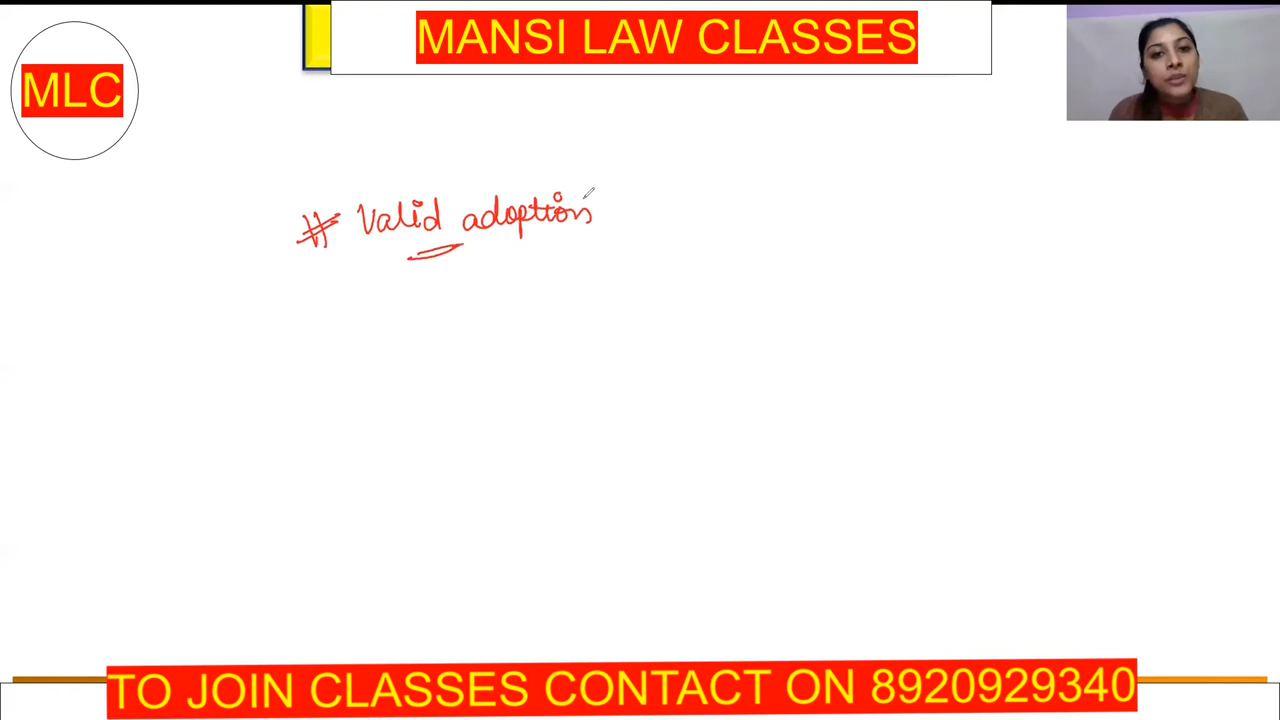 MANSI LAW CLASSES
MLC
# Valid adoption
TO JOIN CLASSES CONTACT ON 8920929340